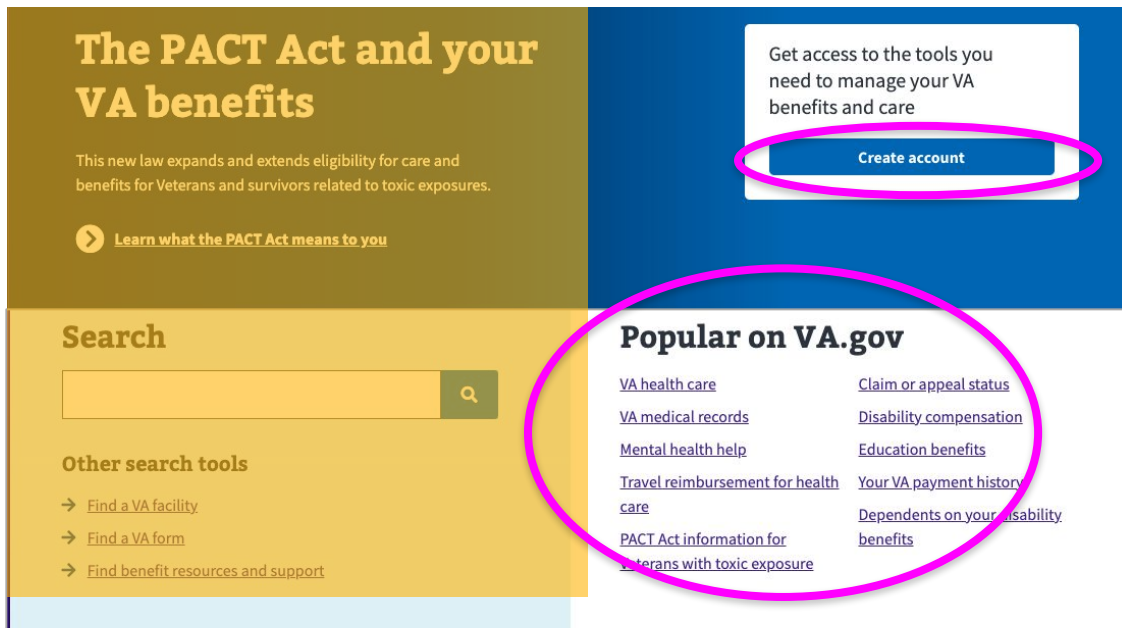 The PACT Act and your
VA benefits
This new law expands and extends eligibility for care and
benefits for Veterans and survivors related to toxic exposures.
Learn what the PACT Act means to you
Get access to the tools you
need to manage your VA
benefits and care
Create account
Search
Other search tools
Find a VA facility
Find a VA form
Find benefit resources and support
Popular on VA.gov
VA health care
VA medical records
Mental health help
Travel reimbursement for health
care
PACT Act information for
Veterans with toxic exposure
Claim or appeal status
Disability compensation
Education benefits
Your VA payment history
Dependents on your disability
benefits